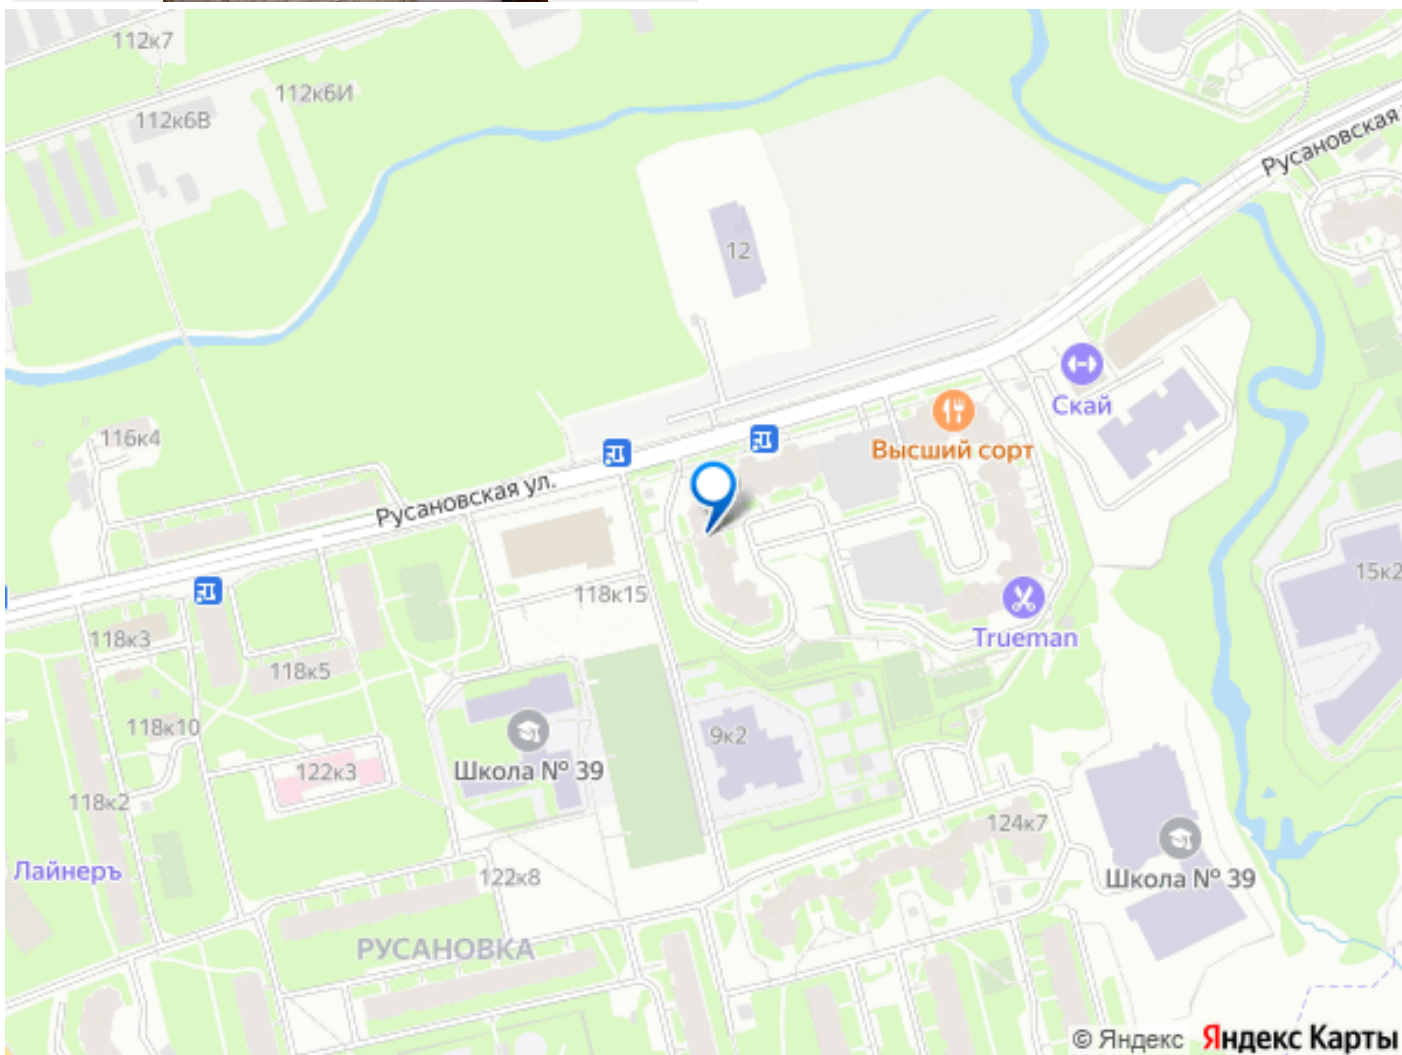 112к7
112к6И
112к6В
Русановская
12
116к4
Скай
Высший сорт
Русановская ул.
15к2
118к15
118к3
Trueman
118к5
118к10
9к2
122к3
Школа № 39
118к2
124к7
Лайнеръ
122к8
Школа № 39
РУСАНОВКА
© Яндекс Яндекс Карты